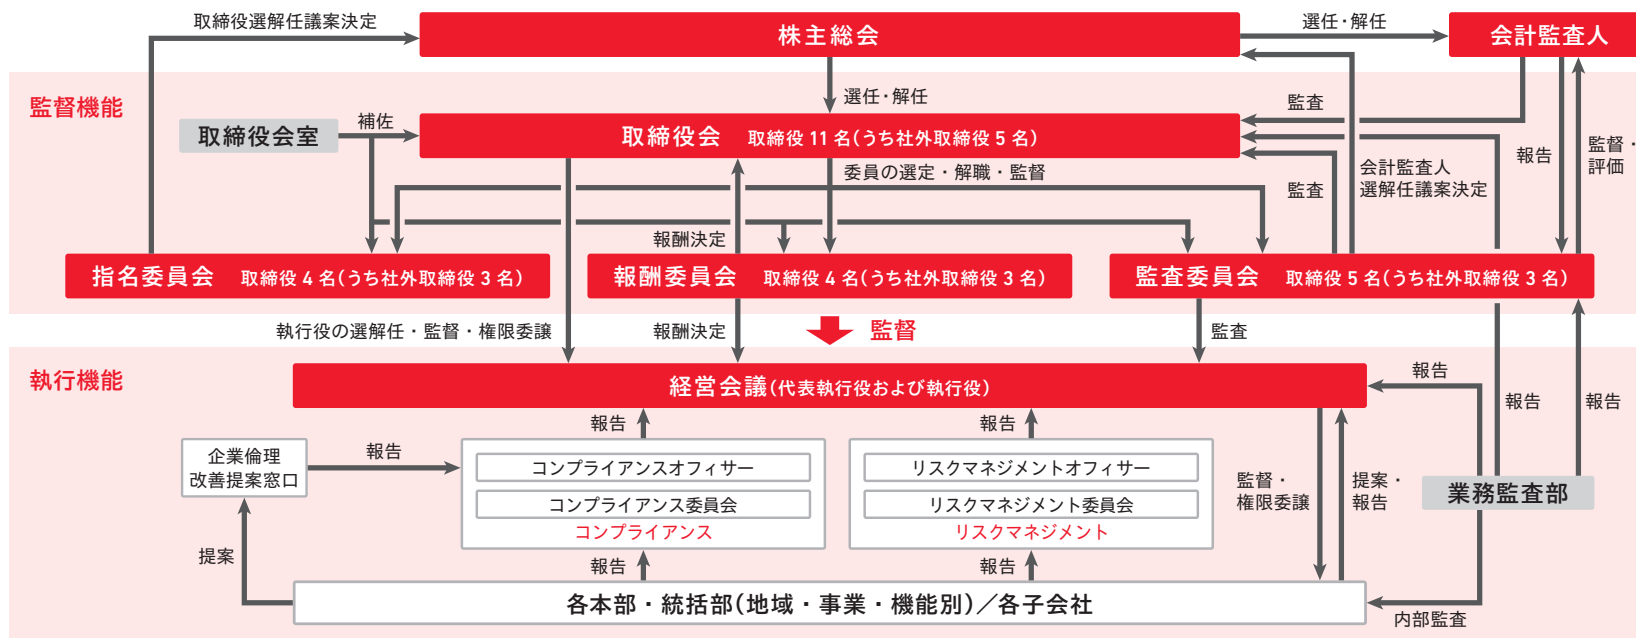 取締役選解任議案決定
株主総会
選任・解任
会計監査人
監督機能
選任・解任
監査
取締役会室
補佐
取締役会 取締役 11 名(うち社外取締役 5 名)
報告
監督・
評価
委員の選定・解職・監督
監査
会計監査人
選解任議案決定
報酬決定
指名委員会 取締役 4 名(うち社外取締役 3 名)
報酬委員会 取締役 4 名(うち社外取締役 3 名)
監査委員会 取締役 5 名(うち社外取締役 3 名)
執行役の選解任・監督・権限委譲
報酬決定
監督
監査
執行機能
経営会議(代表執行役および執行役)
報告
報告
報告
報告
報告
企業倫理
改善提案窓口
報告
コンプライアンスオフィサー
コンプライアンス委員会
コンプライアンス
リスクマネジメントオフィサー
リスクマネジメント委員会
リスクマネジメント
監督・
権限委譲
提案・
報告
業務監査部
提案
報告
報告
各本部・統括部(地域・事業・機能別)／各子会社
内部監査